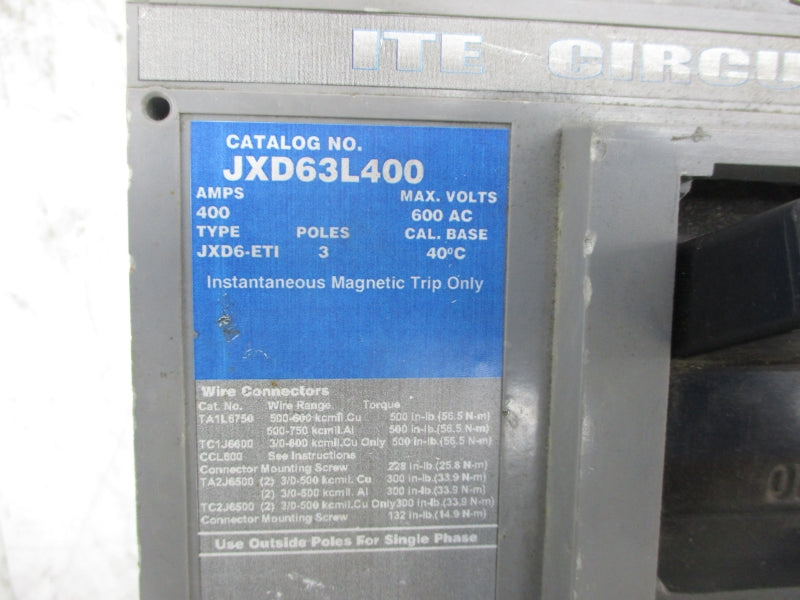 ITE CIRCU
CATALOG NO.
JXD63L400
AMPS MAX. VOLTS
400 600 AC
TYPE POLES CAL. BASE
JXD6-ETI 3 40°C
Instantaneous Magnetic Trip Only
Wire Connectors
Cat. No. Wire Range Torque
TA1L6750 500-600 kcmil.Cu 500 in-lb.(56.5 N-m)
500-750 kcmil.Al 500 in-lb.(56.5 N-m)
TC1J6600 3/0-600 kcmil.Cu Only 500 in-lb.(56.5 N-m)
CCL600 See Instructions
Connector Mounting Screw 228 in-lb.(25.8 N-m)
TA2J6500 (2) 3/0-500 kcmil. Cu 300 in-lb.(33.9 N-m)
(2) 3/0-500 kcmil. Al 300 in-lb.(33.9 N-m)
TC2J6500 (2) 3/0-500 kcmil. Cu Only 300 in-lb.(33.9 N-m)
Connector Mounting Screw 132 in-lb.(14.9 N-m)
Use Outside Poles For Single Phase